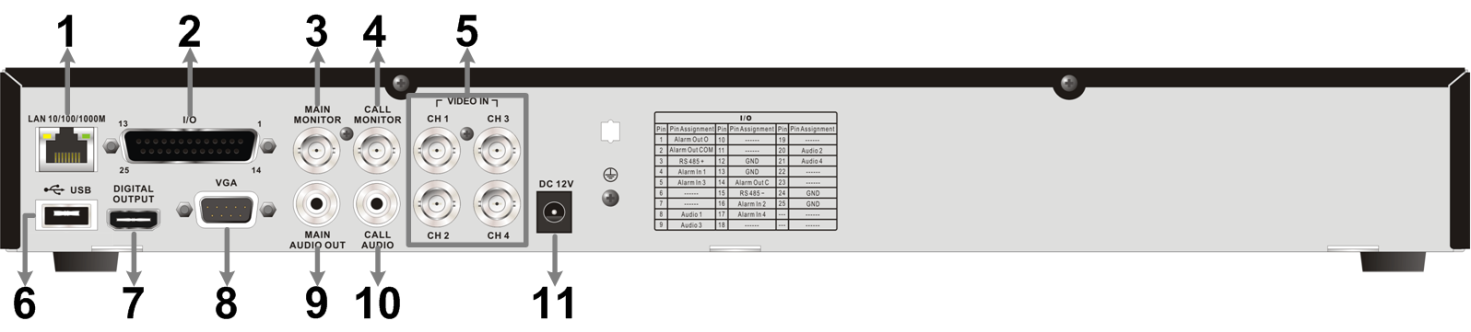 1 2 3 4 5
LAN 10/100/1000M
13 I/O 1
25 14
MAIN MONITOR
CALL MONITOR
VIDEO IN
CH 1 CH 3
CH 2 CH 4
USB
DIGITAL OUTPUT
VGA
MAIN AUDIO OUT
CALL AUDIO
DC 12V
I/O
Pin Pin Assignment Pin Pin Assignment Pin Pin Assignment
1 Alarm Out O 10 ------ 19 ------
2 Alarm Out COM 11 ------ 20 Audio 2
3 RS485+ 12 GND 21 Audio 4
4 Alarm In 1 13 GND 22 ------
5 Alarm In 3 14 Alarm Out C 23 ------
6 ------ 15 RS485- 24 GND
7 ------ 16 Alarm In 2 25 GND
8 Audio 1 17 Alarm In 4 --- ------
9 Audio 3 18 ------ --- ------
6 7 8 9 10 11